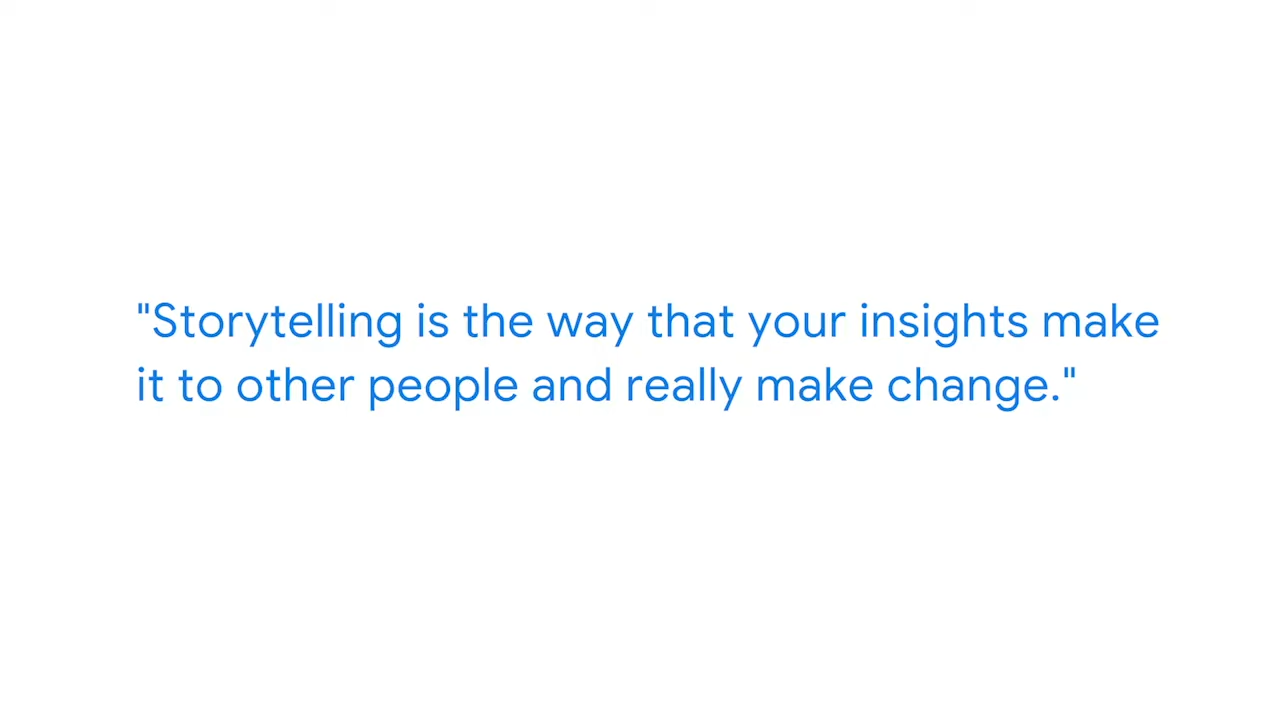 "Storytelling is the way that your insights make
it to other people and really make change."